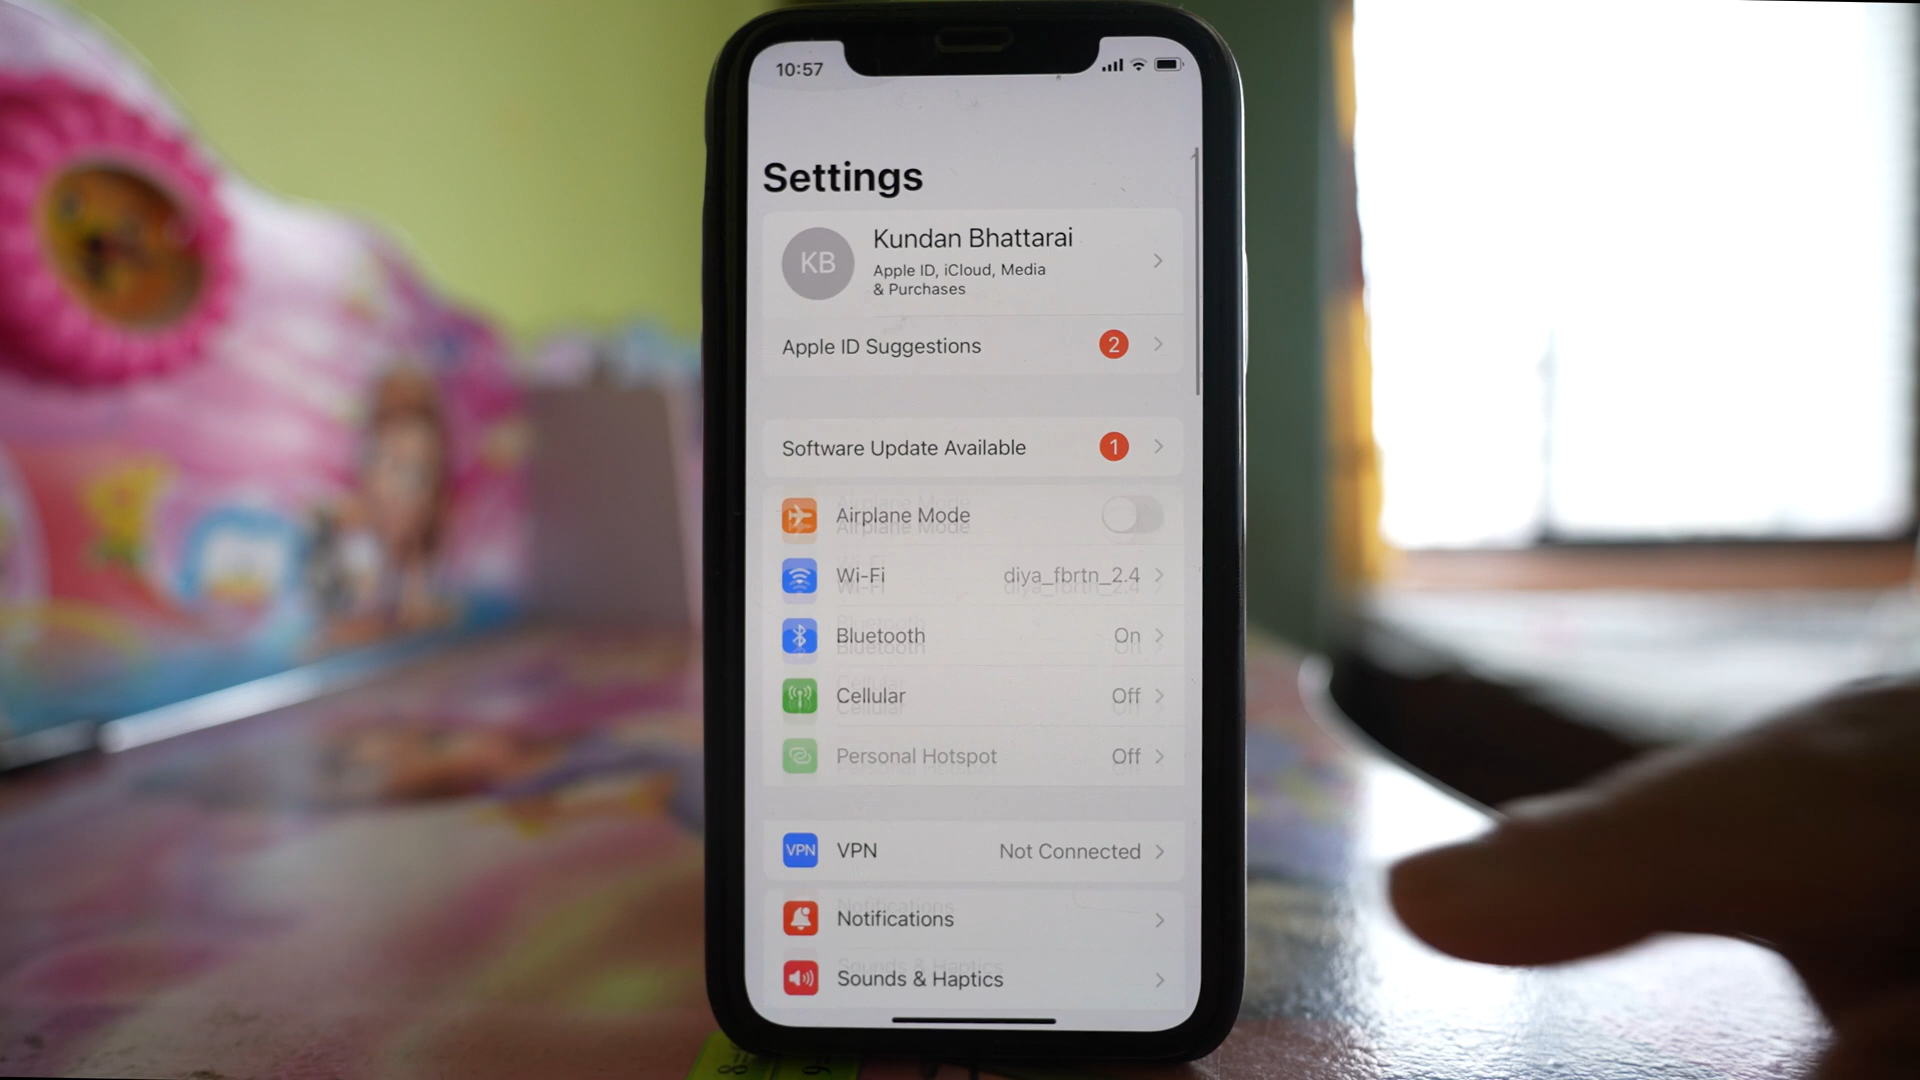 10:57
Settings
KB
Kundan Bhattarai
Apple ID, iCloud, Media
& Purchases
Apple ID Suggestions 2
Software Update Available 1
Airplane Mode
Wi-Fi diya_fbrtn_2.4
Bluetooth On
Cellular Off
Personal Hotspot Off
VPN VPN Not Connected
Notifications
Sounds & Haptics
8 9